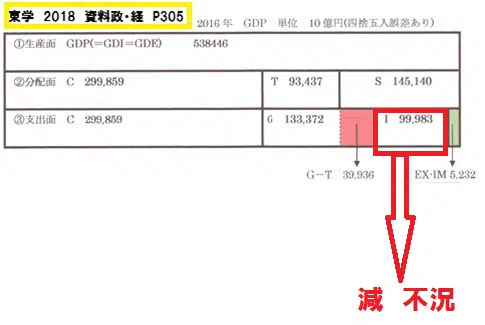 東学 2018 資料政・経 P305
2016年 GDP 単位 10億円(四捨五入誤差あり)
①生産面 GDP(=GDI=GDE) 538446
②分配面 C 299,859 T 93,437 S 145,140
③支出面 C 299,859 G 133,372 I 99,983
G-T 39,936 EX-IM 5,232
減 不況